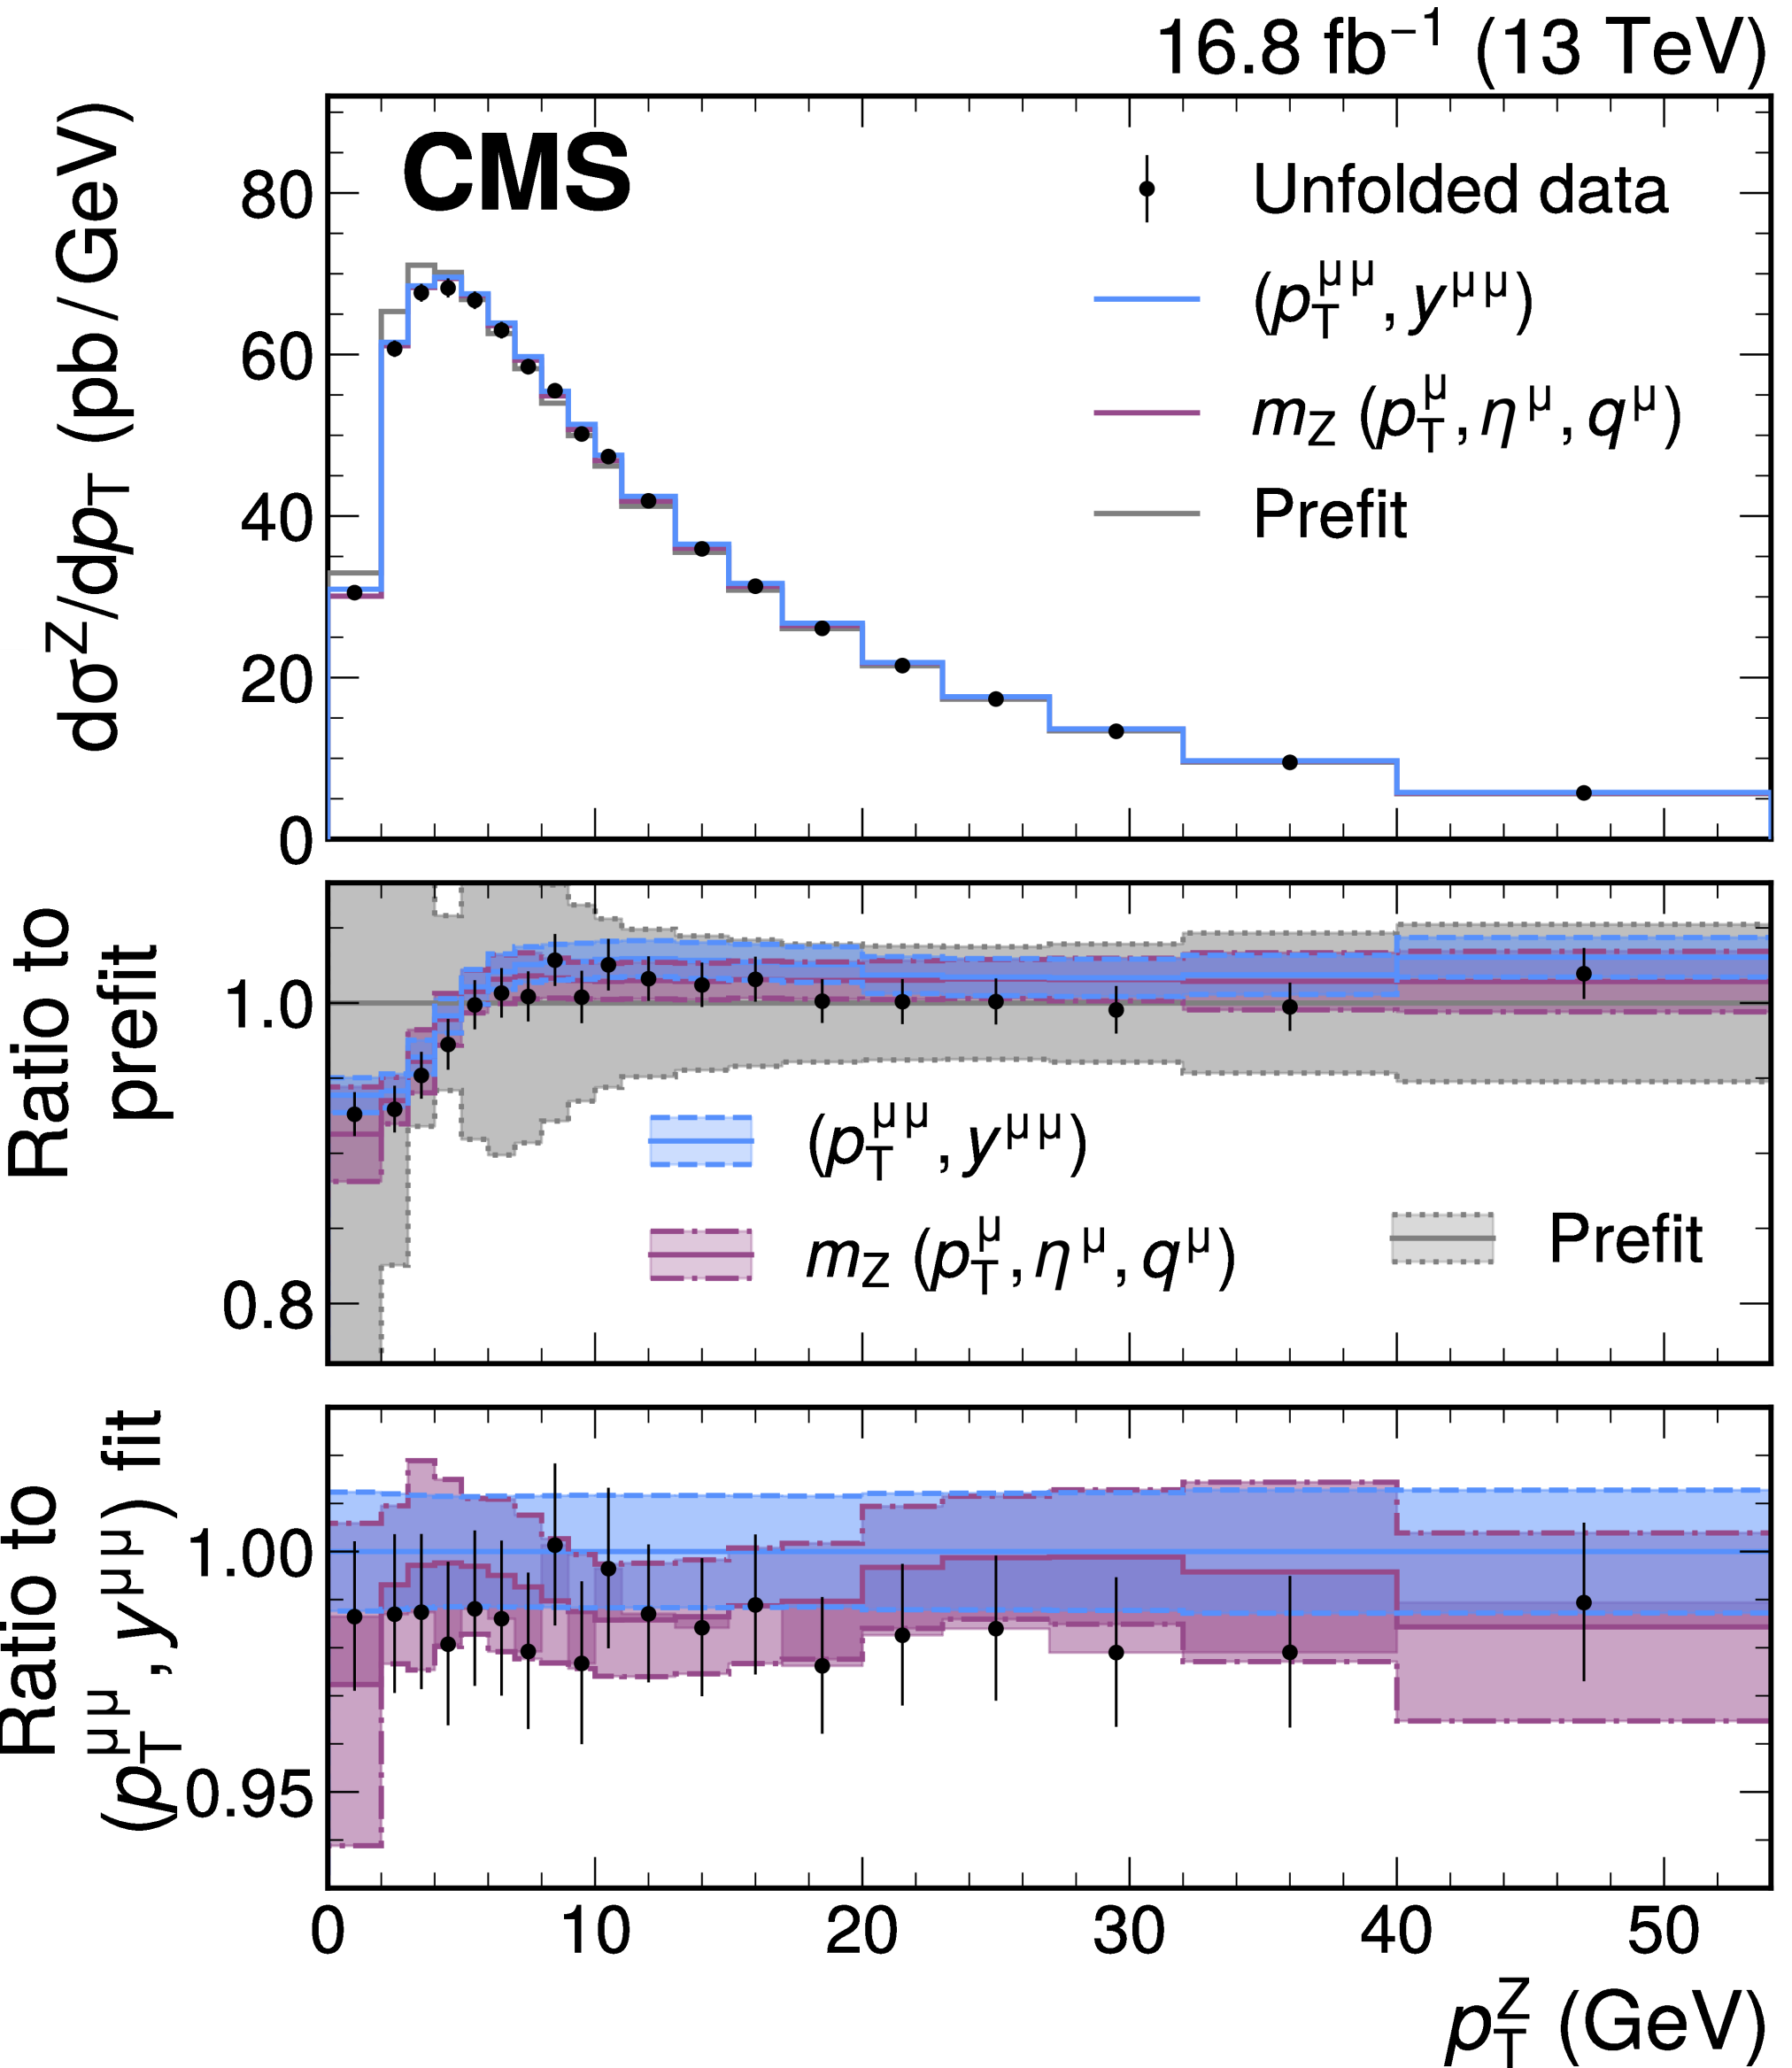 16.8 fb⁻¹ (13 TeV)
CMS
dσᶻ/dp_T (pb/GeV)
80
60
40
20
0
Unfolded data
(p_T^μμ, y^μμ)
m_Z (p_T^μ, η^μ, q^μ)
Prefit
Ratio to
prefit
1.0
0.8
(p_T^μμ, y^μμ)
m_Z (p_T^μ, η^μ, q^μ)
Prefit
Ratio to
(p_T^μμ, y^μμ) fit
1.00
0.95
0 10 20 30 40 50
p_T^Z (GeV)